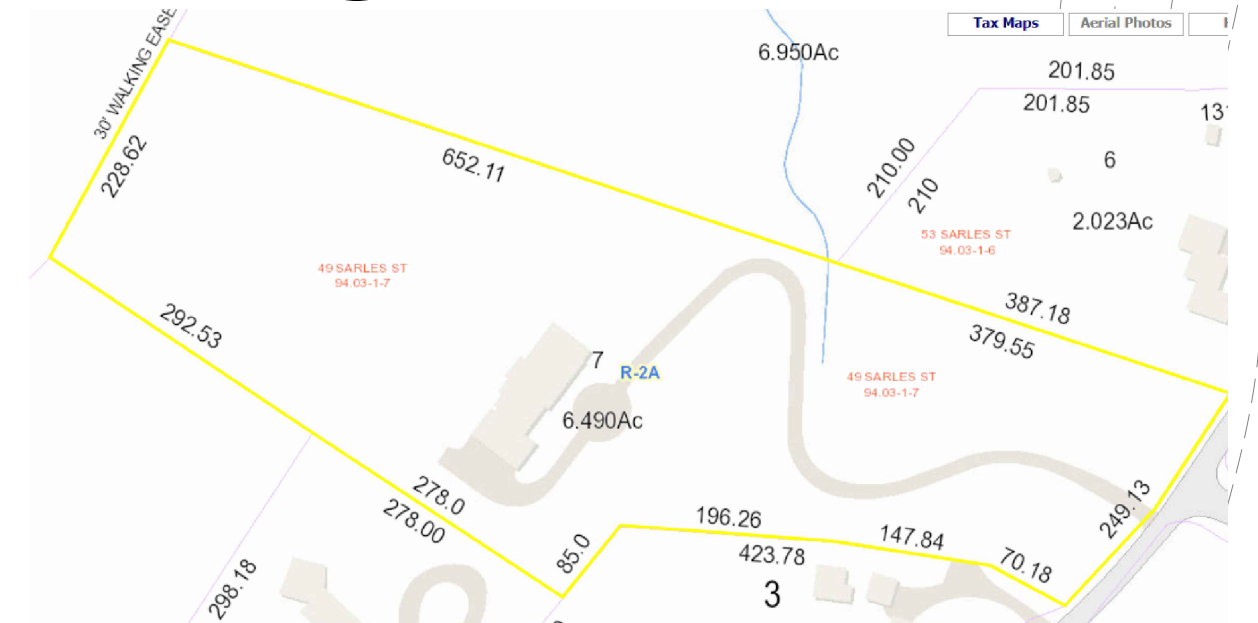 Tax Maps
Aerial Photos
30' WALKING EASE
6.950Ac
201.85
201.85
13
228.62
652.11
210.00
210
6
2.023Ac
53 SARLES ST
94.03-1-6
49 SARLES ST
94.03-1-7
292.53
387.18
379.55
7
R-2A
49 SARLES ST
94.03-1-7
6.490Ac
278.0
278.00
85.0
196.26
423.78
147.84
70.18
249.13
298.18
3